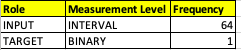 Role Measurement Level Frequency
INPUT INTERVAL 64
TARGET BINARY 1